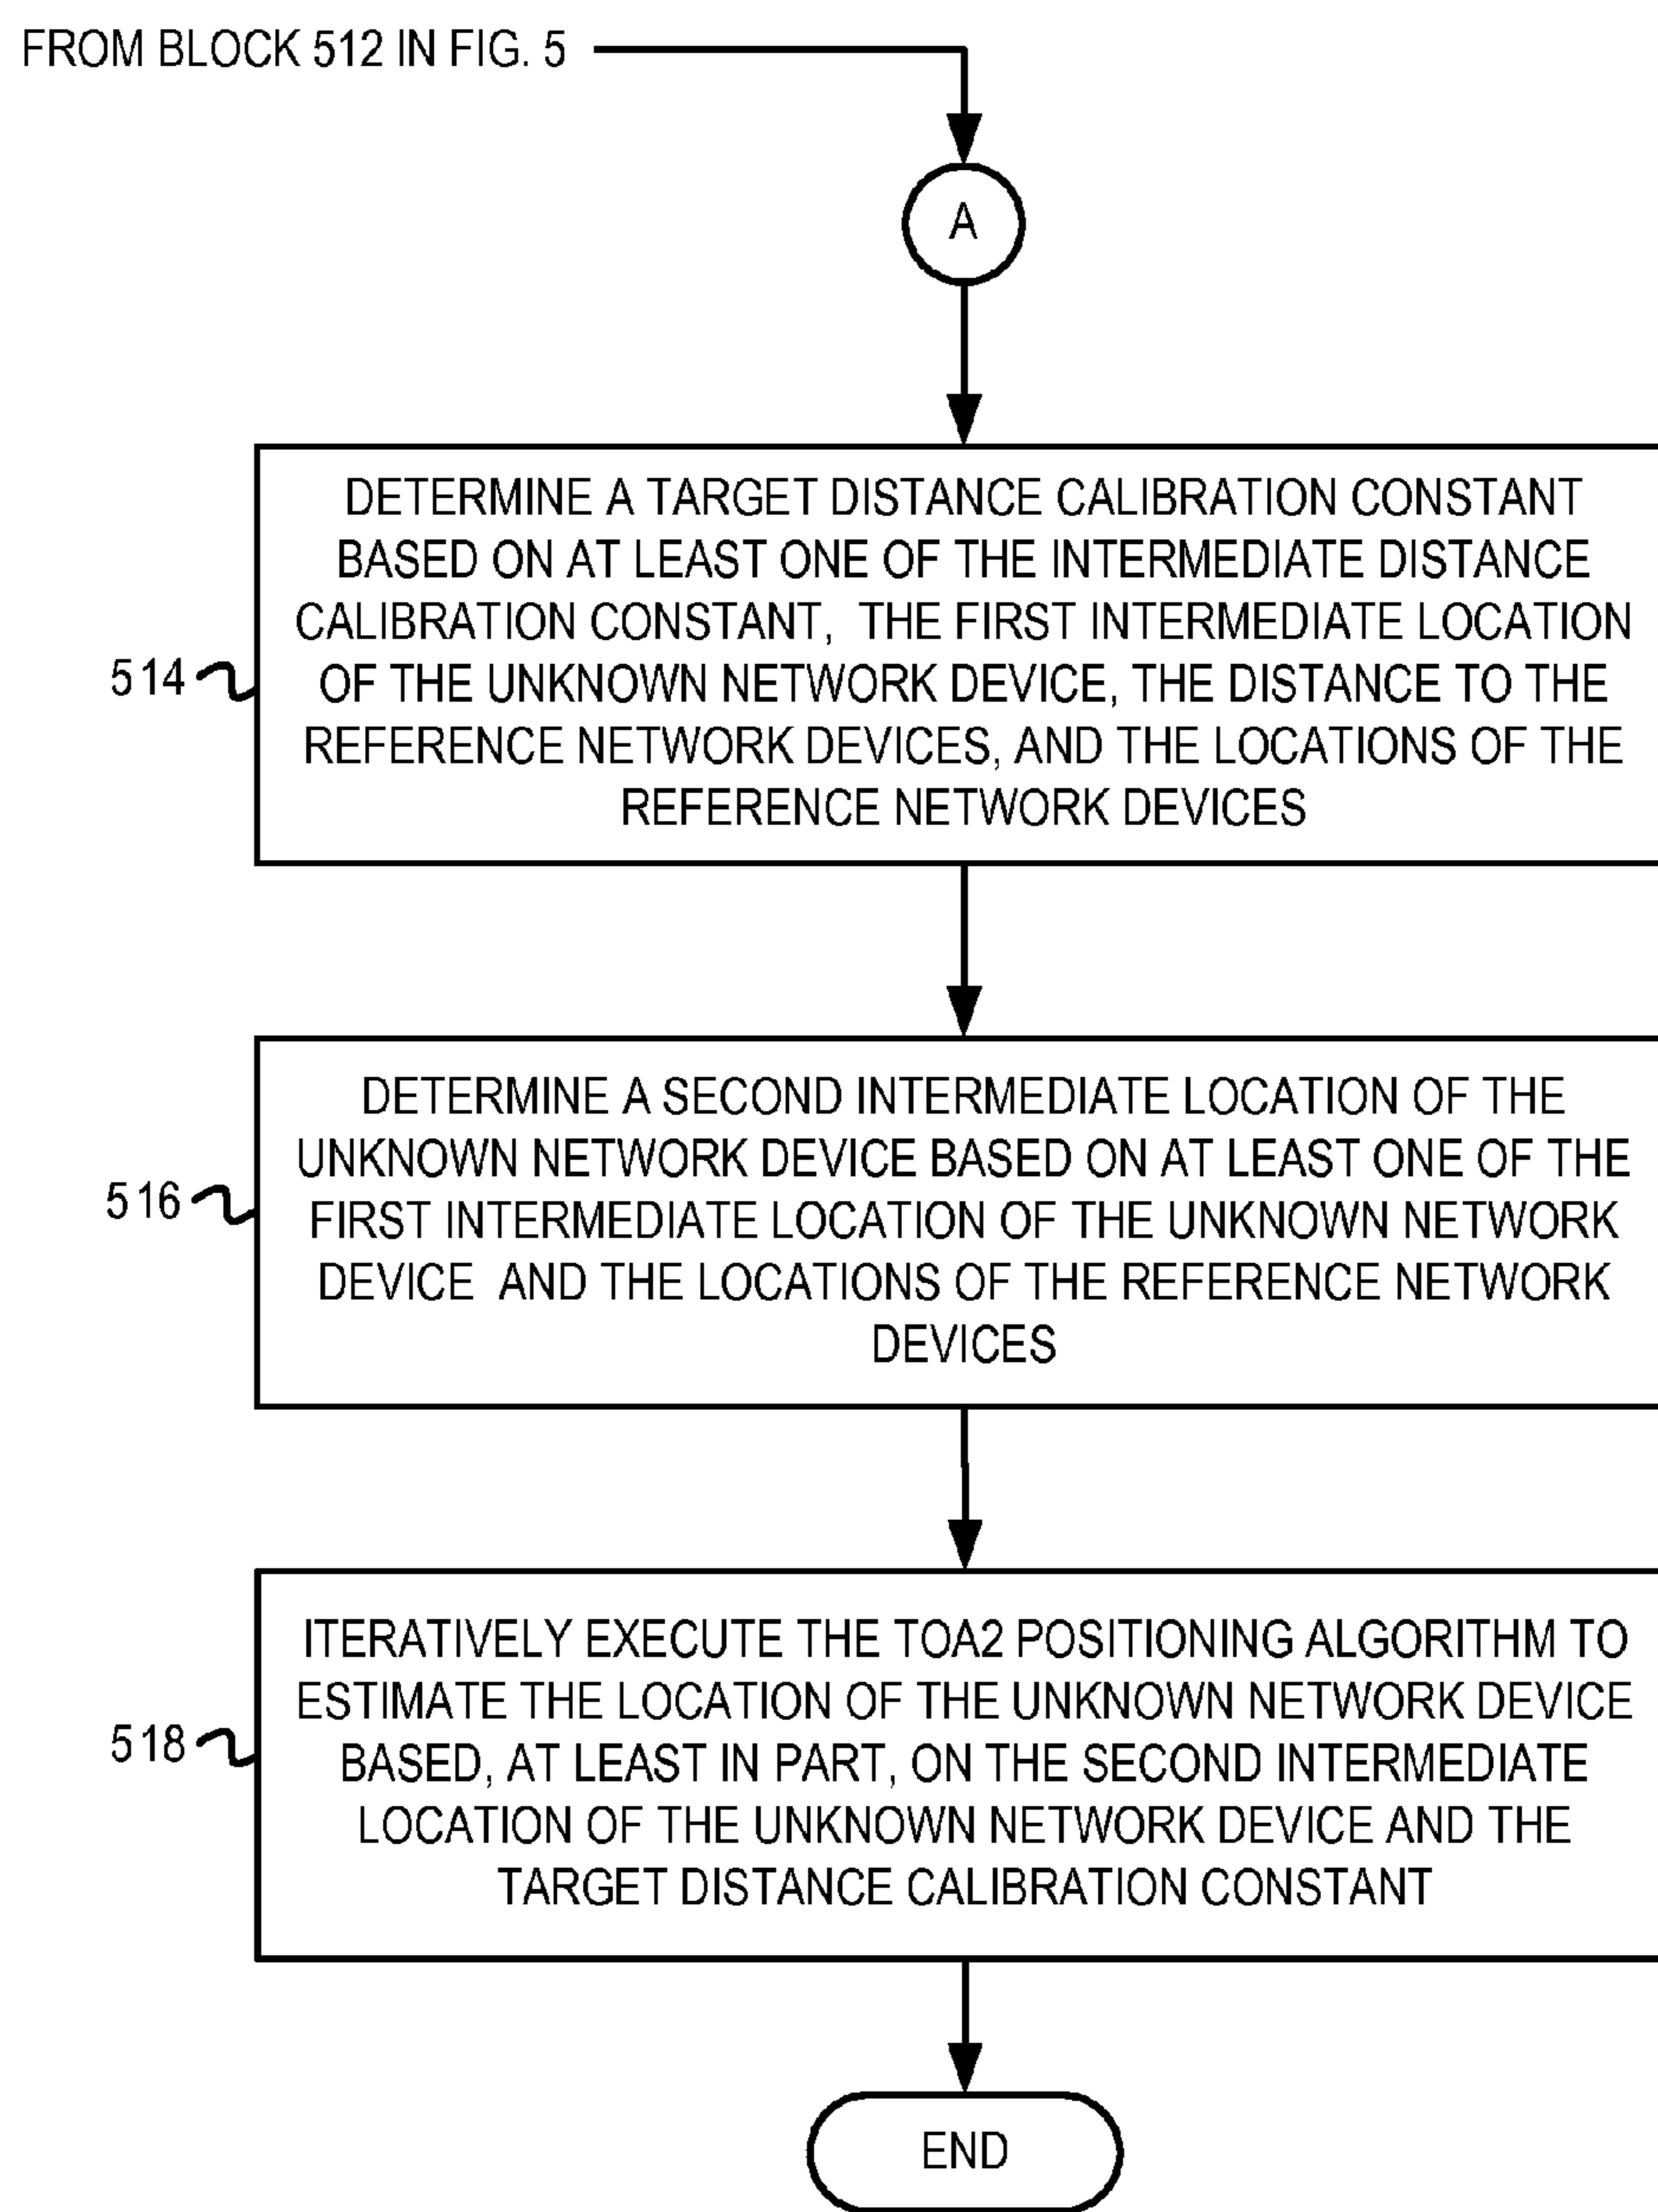 FROM BLOCK 512 IN FIG. 5
A
514
DETERMINE A TARGET DISTANCE CALIBRATION CONSTANT
BASED ON AT LEAST ONE OF THE INTERMEDIATE DISTANCE
CALIBRATION CONSTANT, THE FIRST INTERMEDIATE LOCATION
OF THE UNKNOWN NETWORK DEVICE, THE DISTANCE TO THE
REFERENCE NETWORK DEVICES, AND THE LOCATIONS OF THE
REFERENCE NETWORK DEVICES
516
DETERMINE A SECOND INTERMEDIATE LOCATION OF THE
UNKNOWN NETWORK DEVICE BASED ON AT LEAST ONE OF THE
FIRST INTERMEDIATE LOCATION OF THE UNKNOWN NETWORK
DEVICE AND THE LOCATIONS OF THE REFERENCE NETWORK
DEVICES
518
ITERATIVELY EXECUTE THE TOA2 POSITIONING ALGORITHM TO
ESTIMATE THE LOCATION OF THE UNKNOWN NETWORK DEVICE
BASED, AT LEAST IN PART, ON THE SECOND INTERMEDIATE
LOCATION OF THE UNKNOWN NETWORK DEVICE AND THE
TARGET DISTANCE CALIBRATION CONSTANT
END